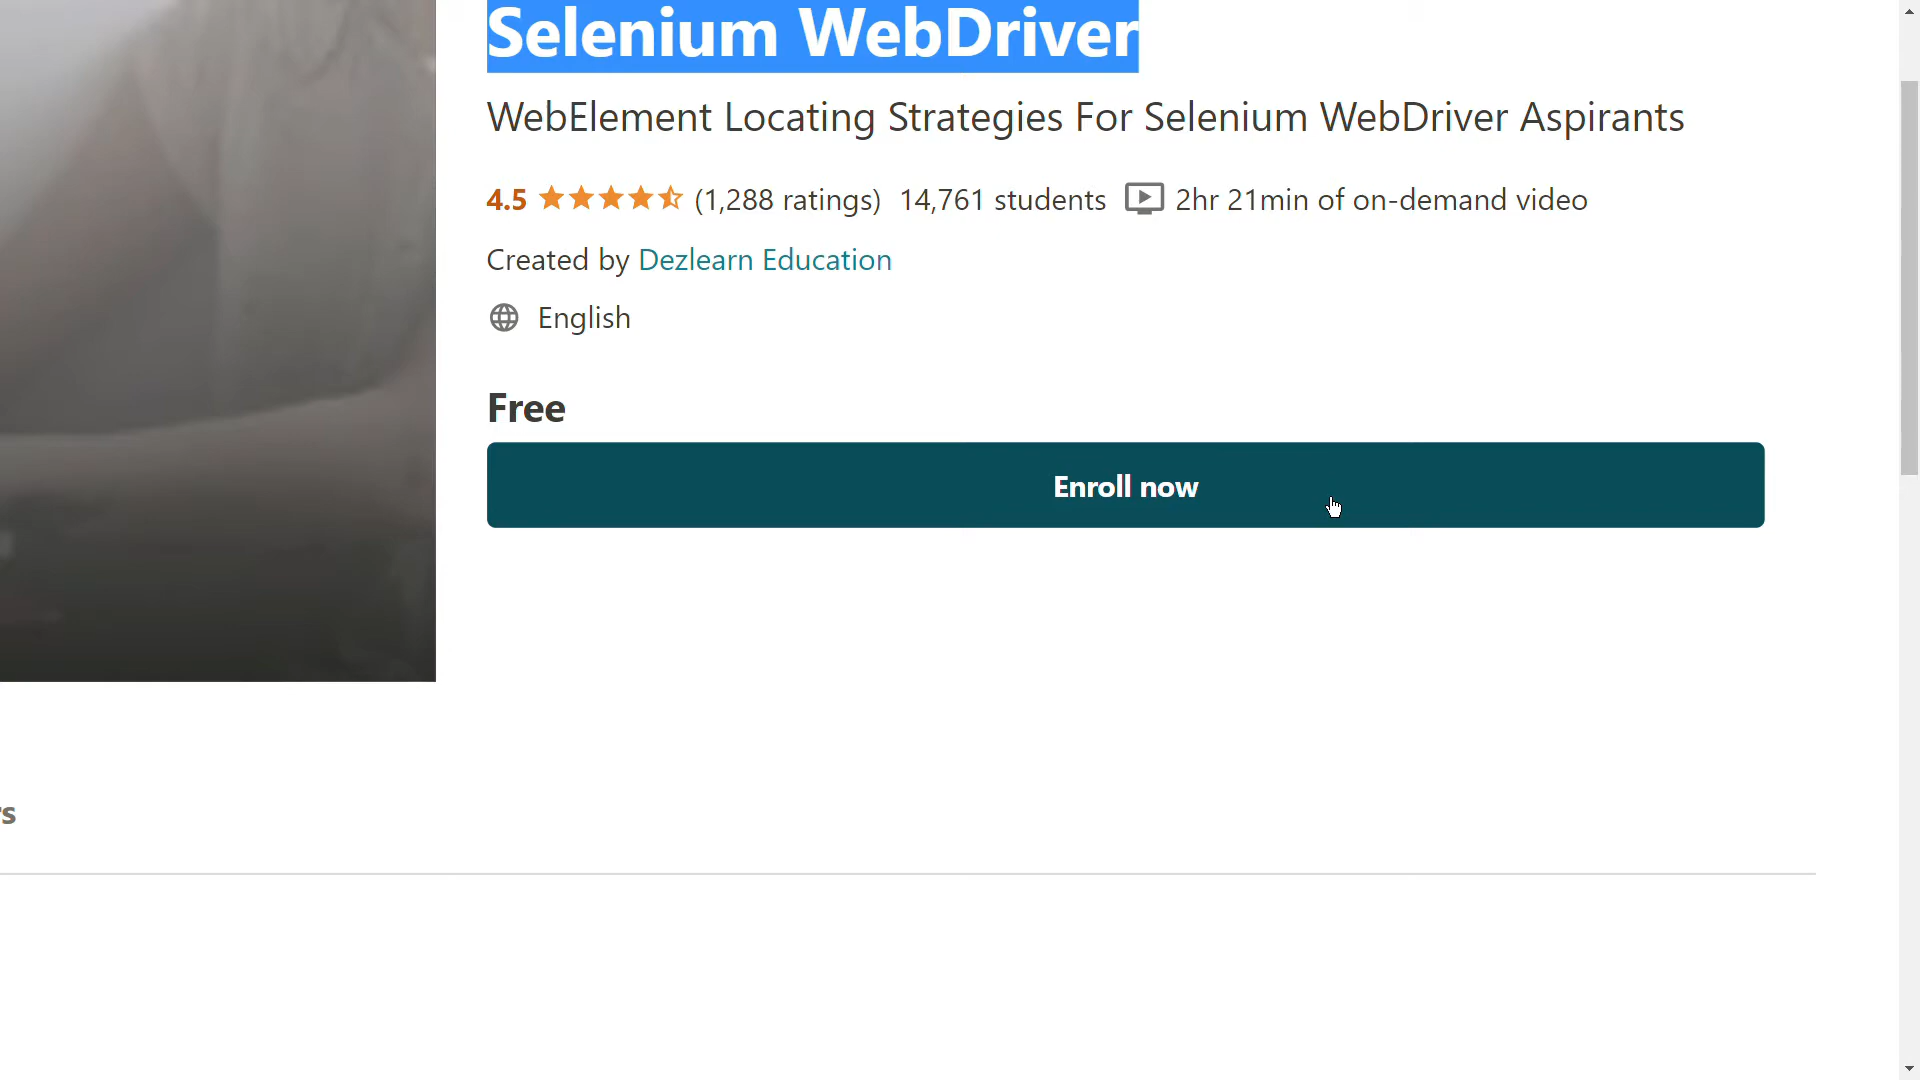 Selenium WebDriver
WebElement Locating Strategies For Selenium WebDriver Aspirants
4.5 (1,288 ratings) 14,761 students 2hr 21min of on-demand video
Created by Dezlearn Education
English
Free
Enroll now
rs